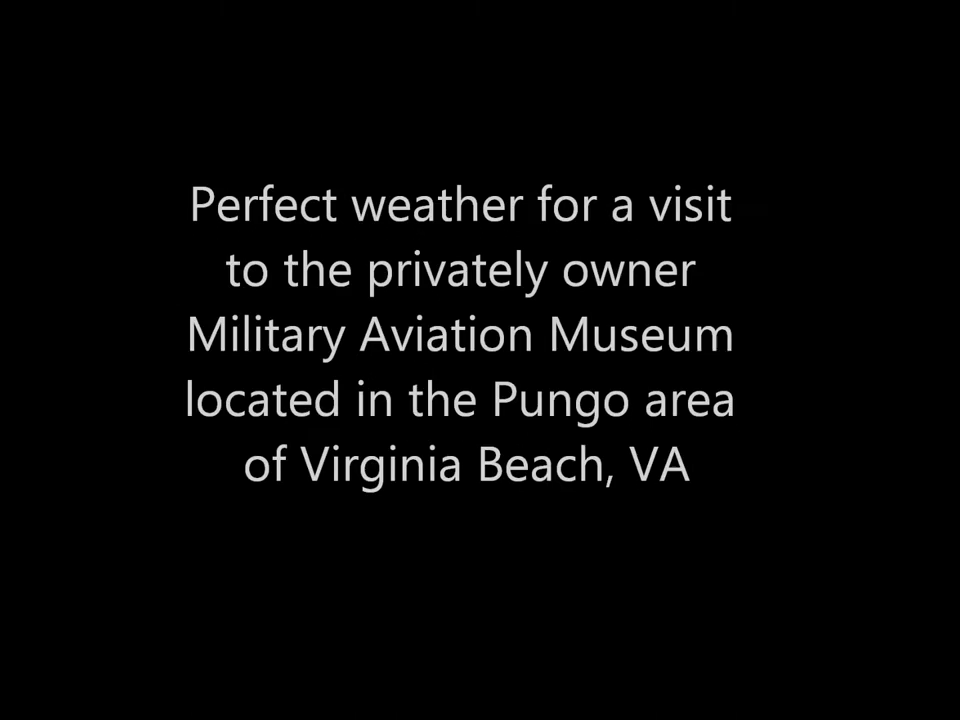 Perfect weather for a visit
to the privately owner
Military Aviation Museum
located in the Pungo area
of Virginia Beach, VA